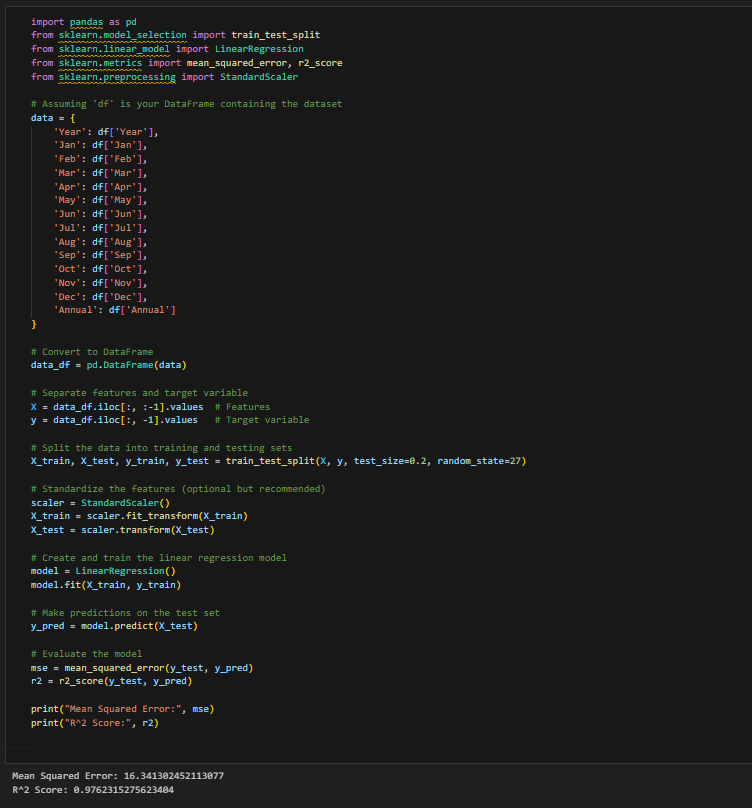 import pandas as pd
from sklearn.model_selection import train_test_split
from sklearn.linear_model import LinearRegression
from sklearn.metrics import mean_squared_error, r2_score
from sklearn.preprocessing import StandardScaler
# Assuming 'df' is your DataFrame containing the dataset
data = {
    'Year': df['Year'],
    'Jan': df['Jan'],
    'Feb': df['Feb'],
    'Mar': df['Mar'],
    'Apr': df['Apr'],
    'May': df['May'],
    'Jun': df['Jun'],
    'Jul': df['Jul'],
    'Aug': df['Aug'],
    'Sep': df['Sep'],
    'Oct': df['Oct'],
    'Nov': df['Nov'],
    'Dec': df['Dec'],
    'Annual': df['Annual']
}
# Convert to DataFrame
data_df = pd.DataFrame(data)
# Separate features and target variable
X = data_df.iloc[:, :-1].values  # Features
y = data_df.iloc[:, -1].values   # Target variable
# Split the data into training and testing sets
X_train, X_test, y_train, y_test = train_test_split(X, y, test_size=0.2, random_state=27)
# Standardize the features (optional but recommended)
scaler = StandardScaler()
X_train = scaler.fit_transform(X_train)
X_test = scaler.transform(X_test)
# Create and train the linear regression model
model = LinearRegression()
model.fit(X_train, y_train)
# Make predictions on the test set
y_pred = model.predict(X_test)
# Evaluate the model
mse = mean_squared_error(y_test, y_pred)
r2 = r2_score(y_test, y_pred)
print("Mean Squared Error:", mse)
print("R^2 Score:", r2)
Mean Squared Error: 16.341302452113077
R^2 Score: 0.9762315275623404